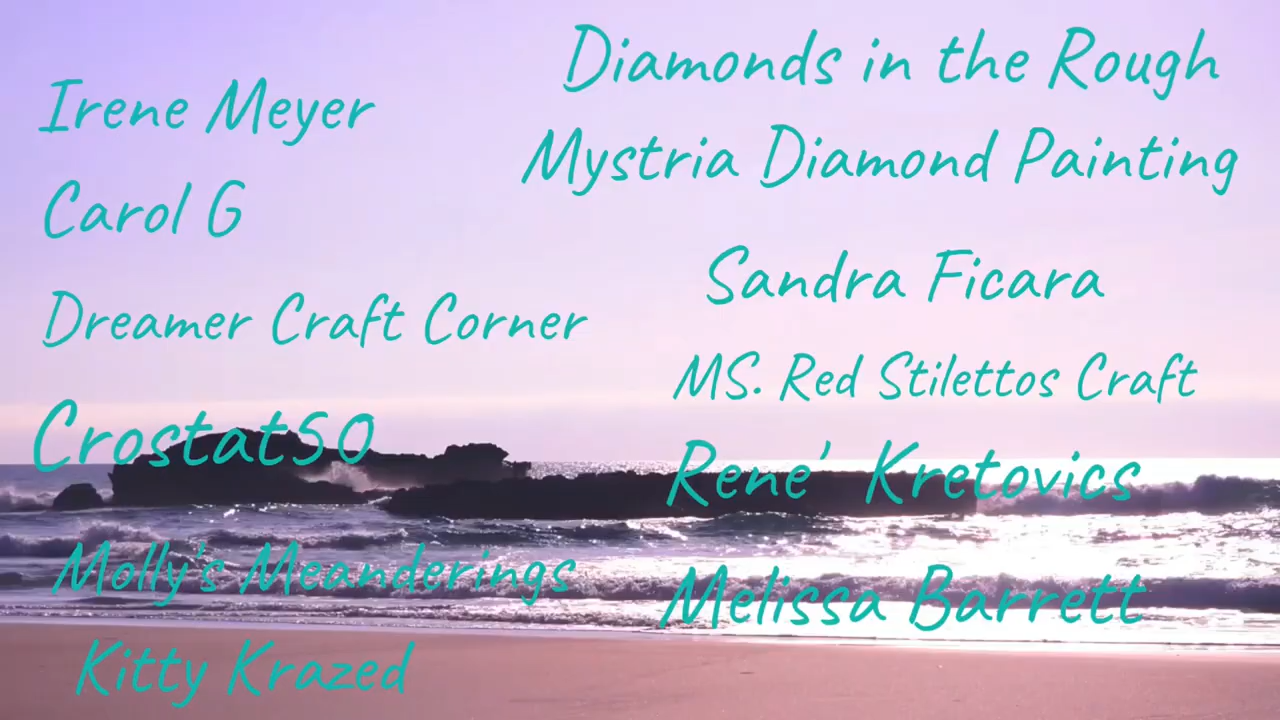 Irene Meyer
Carol G
Dreamer Craft Corner
Crostat50
Molly's Meanderings
Kitty Krazed
Diamonds in the Rough
Mystria Diamond Painting
Sandra Ficara
MS. Red Stilettos Craft
Rene' Kretovics
Melissa Barrett